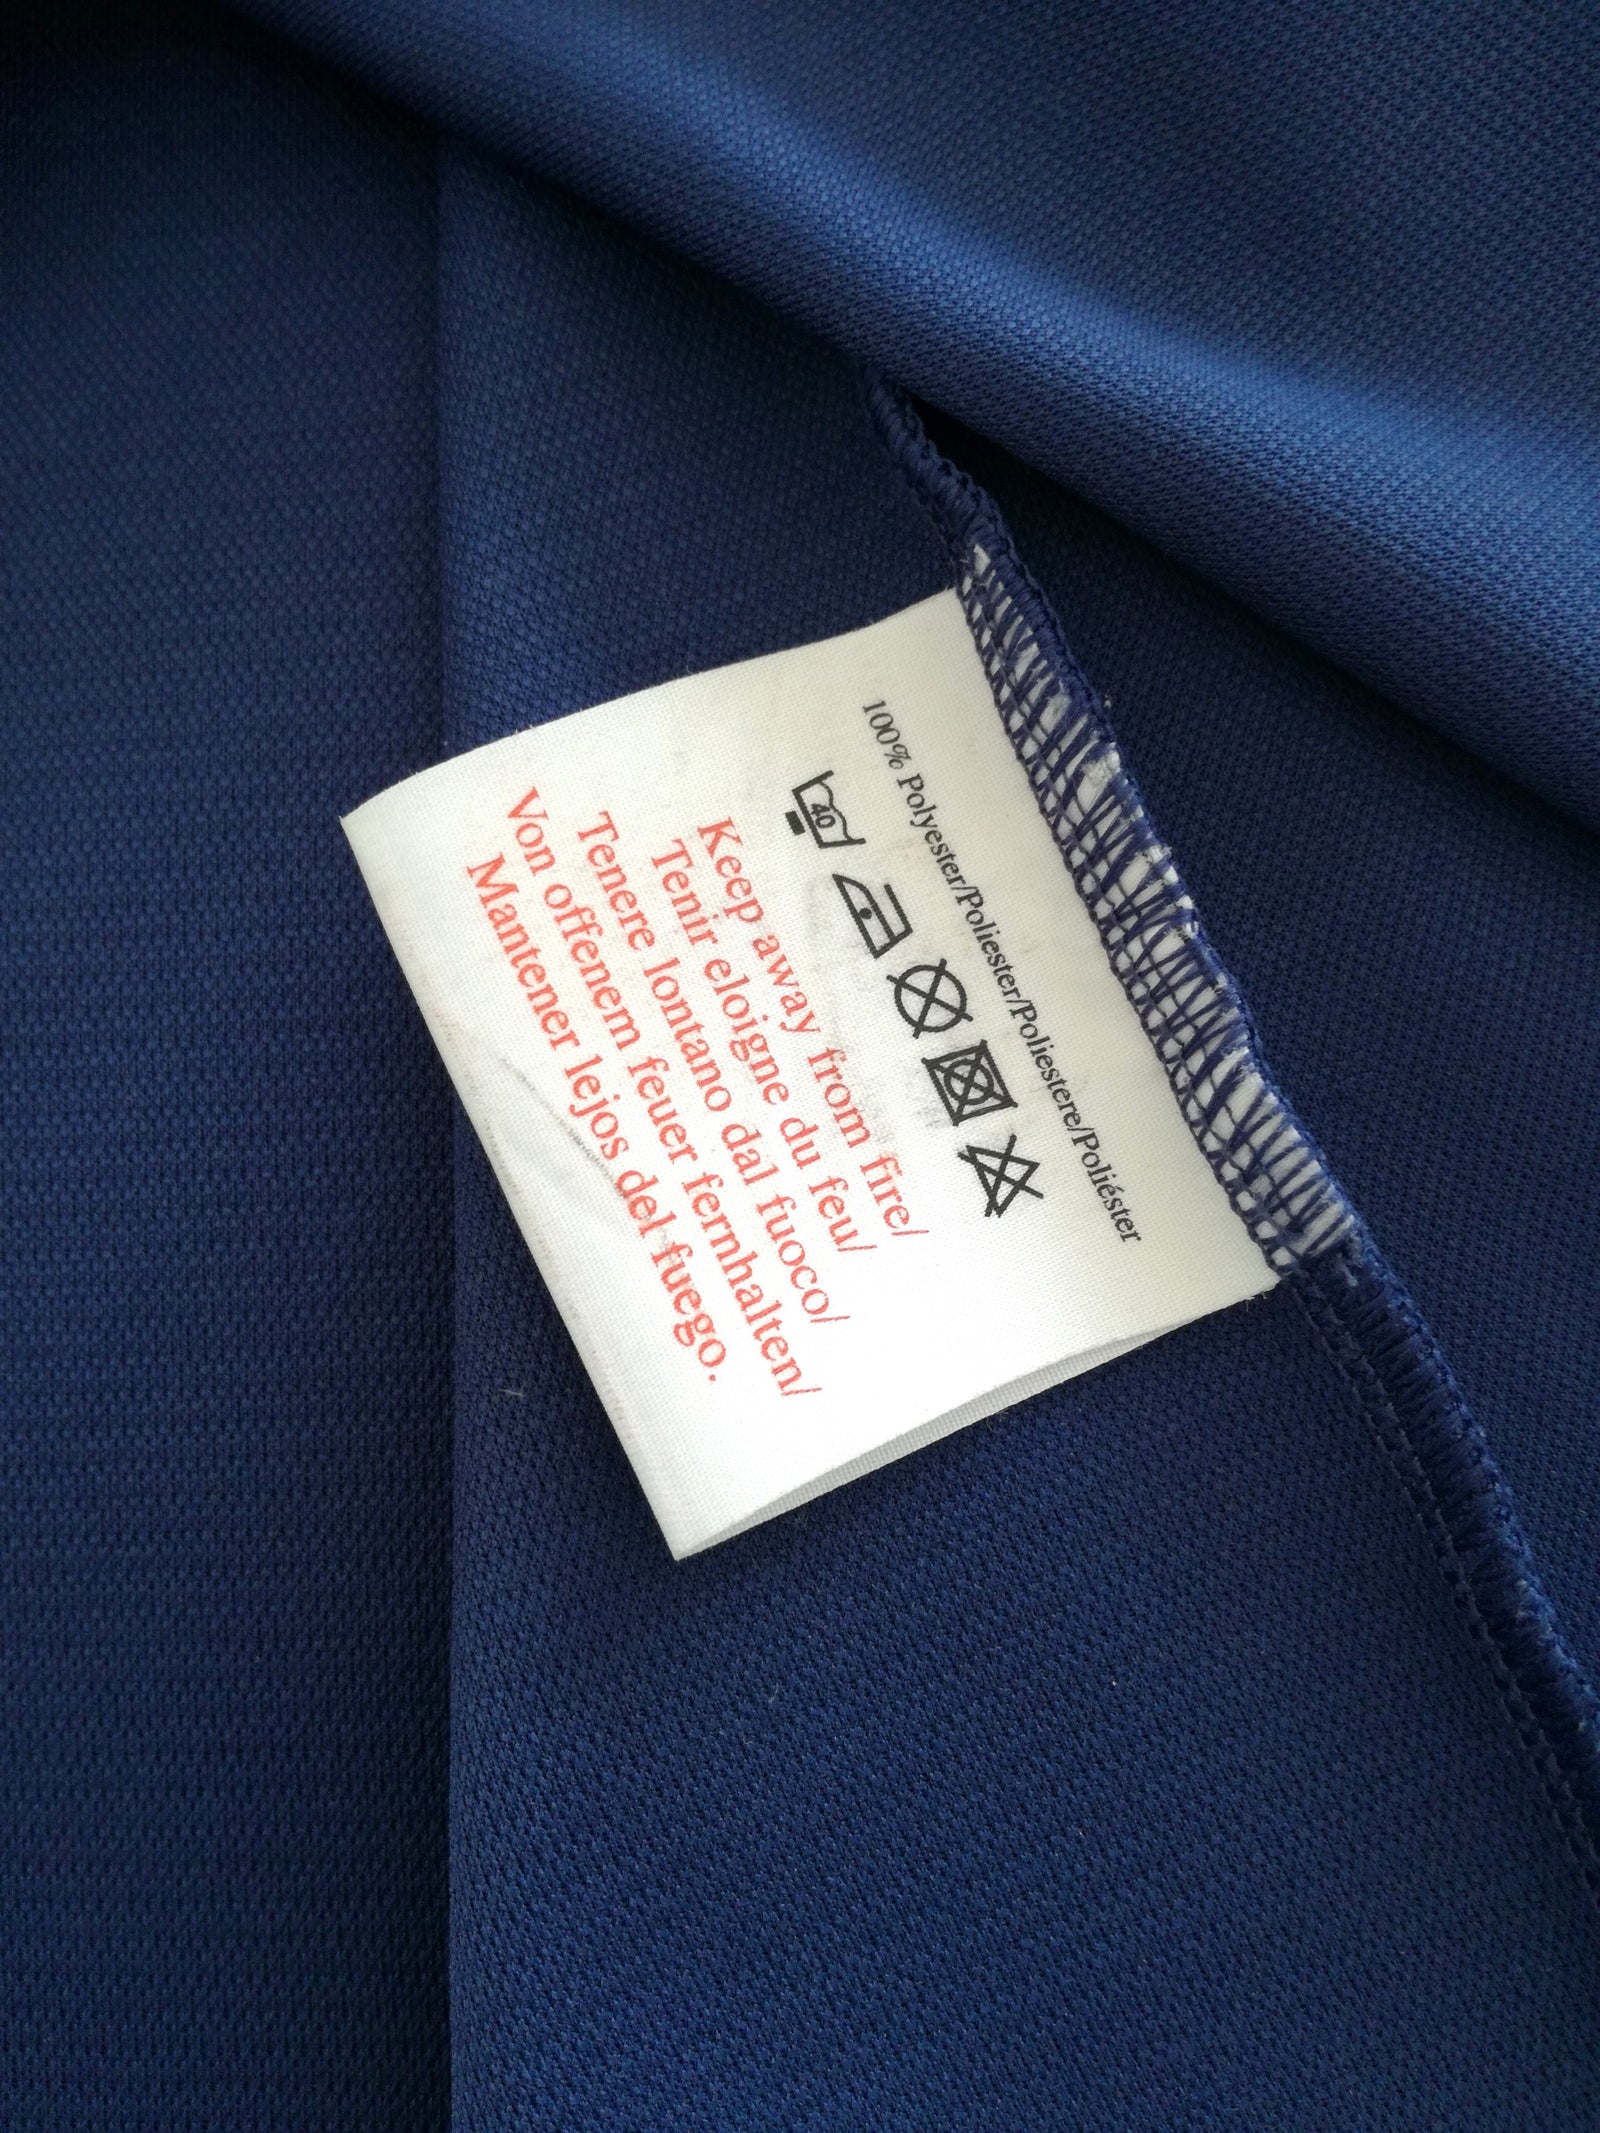 100% Polyester/Poliester/Poliestere/Poliéster
40
Keep away from fire/
Tenir eloigne du feu/
Tenere lontano dal fuoco/
Von offenem feuer fernhalten/
Mantener lejos del fuego.